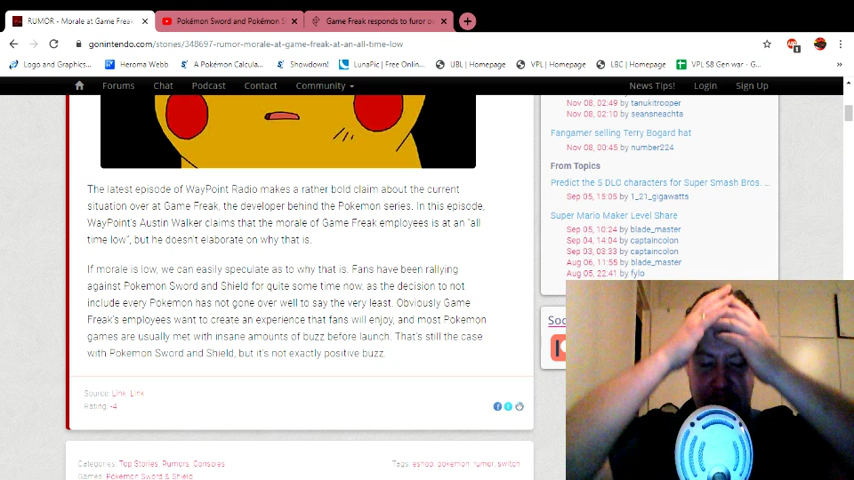 RUMOR - Morale at Game Freak
Pokémon Sword and Pokémon S
Game Freak responds to furor o
gonintendo.com/stories/348697-rumor-morale-at-game-freak-at-an-all-time-low
Logo and Graphics...
Heroma Webb
A Pokémon Calcula...
Showdown!
LunaPic | Free Onlin...
UBL | Homepage
VPL | Homepage
LBC | Homepage
VPL S8 Gen war - G...
Forums
Chat
Podcast
Contact
Community
News Tips!
Login
Sign Up
Nov 08, 02:49 by tanukitrooper
Nov 08, 02:10 by seansneachta
Fangamer selling Terry Bogard hat
Nov 08, 00:45 by number224
From Topics
Predict the 5 DLC characters for Super Smash Bros. ...
Sep 05, 15:05 by 1_21_gigawatts
Super Mario Maker Level Share
Sep 05, 10:24 by blade_master
Sep 04, 14:04 by captaincolon
Sep 03, 03:33 by captaincolon
Aug 06, 11:55 by blade_master
Aug 05, 22:41 by fylo
The latest episode of WayPoint Radio makes a rather bold claim about the current
situation over at Game Freak, the developer behind the Pokemon series. In this episode,
WayPoint's Austin Walker claims that the morale of Game Freak employees is at an "all
time low", but he doesn't elaborate on why that is.
If morale is low, we can easily speculate as to why that is. Fans have been rallying
against Pokemon Sword and Shield for quite some time now, as the decision to not
include every Pokemon has not gone over well to say the very least. Obviously Game
Freak's employees want to create an experience that fans will enjoy, and most Pokemon
games are usually met with insane amounts of buzz before launch. That's still the case
with Pokemon Sword and Shield, but it's not exactly positive buzz.
Soc
Source: Link, Link
Rating: -4
Categories: Top Stories, Rumors, Consoles
Tags: eshop, pokemon, rumor, switch
Games: Pokemon Sword & Shield